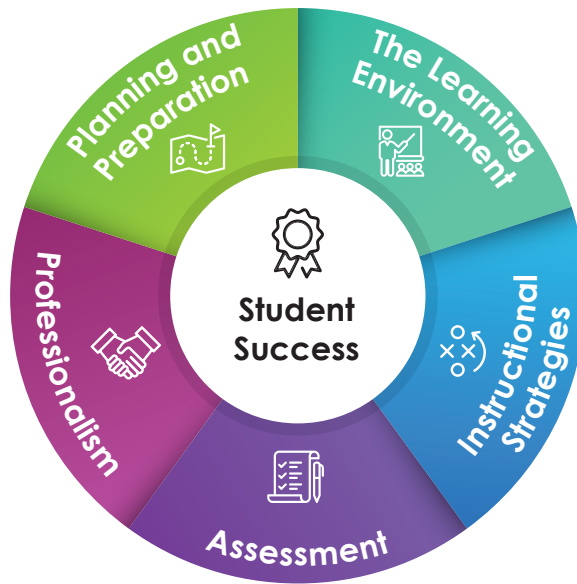 Planning and
Preparation
The Learning
Environment
Instructional
Strategies
Assessment
Professionalism
Student
Success